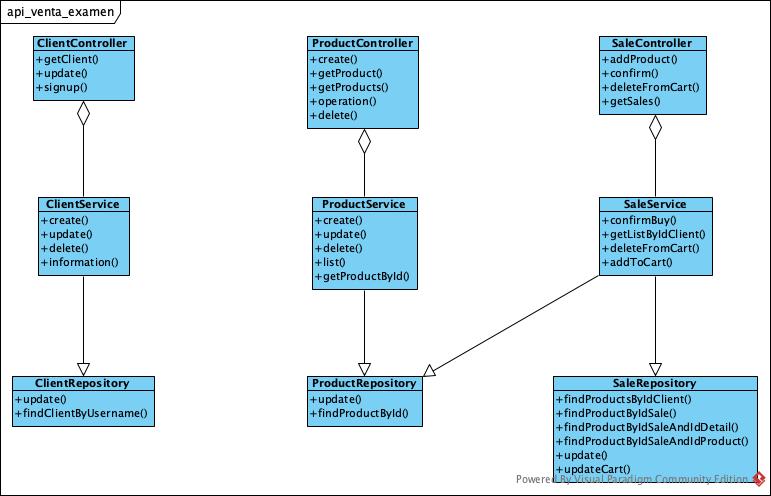 api_venta_examen
ClientController
+getClient()
+update()
+signup()
ProductController
+create()
+getProduct()
+getProducts()
+operation()
+delete()
SaleController
+addProduct()
+confirm()
+deleteFromCart()
+getSales()
ClientService
+create()
+update()
+delete()
+information()
ProductService
+create()
+update()
+delete()
+list()
+getProductById()
SaleService
+confirmBuy()
+getListByIdClient()
+deleteFromCart()
+addToCart()
ClientRepository
+update()
+findClientByUsername()
ProductRepository
+update()
+findProductById()
SaleRepository
+findProductsByIdClient()
+findProductByIdSale()
+findProductByIdSaleAndIdDetail()
+findProductByIdSaleAndIdProduct()
+update()
+updateCart()
Powered By Visual Paradigm Community Edition